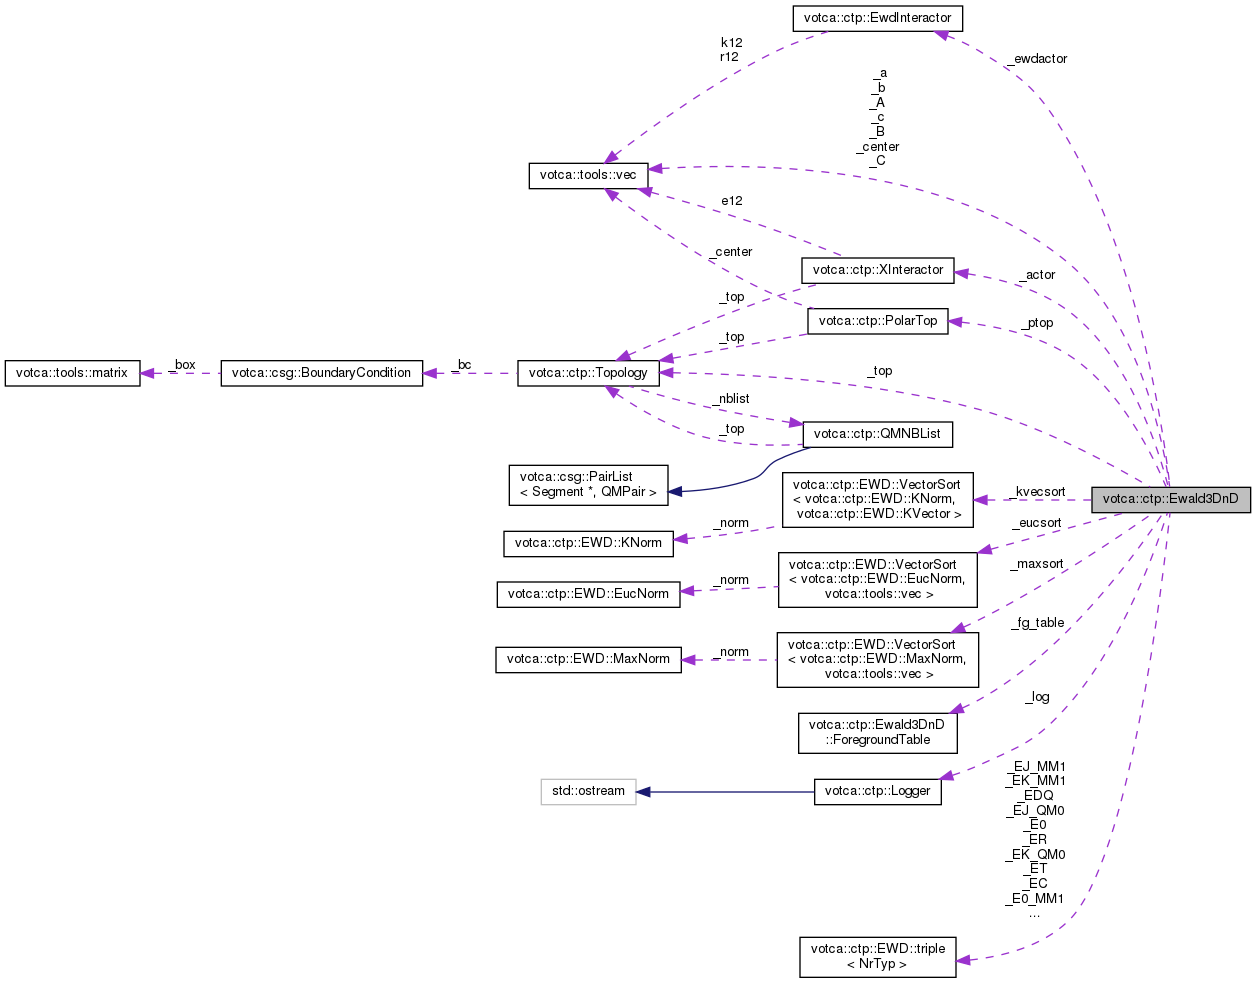 votca::ctp::EwdInteractor
k12
r12
_ewdactor
_a
_b
_A
_c
_B
_center
_C
votca::tools::vec
e12
_center
votca::ctp::XInteractor
_actor
_top
votca::ctp::PolarTop
_ptop
_top
votca::tools::matrix
_box
votca::csg::BoundaryCondition
_bc
votca::ctp::Topology
_top
_nblist
_top
votca::ctp::QMNBList
votca::csg::PairList
< Segment *, QMPair >
votca::ctp::EWD::VectorSort
< votca::ctp::EWD::KNorm,
votca::ctp::EWD::KVector >
_kvecsort
votca::ctp::Ewald3DnD
_norm
votca::ctp::EWD::KNorm
_eucsort
votca::ctp::EWD::VectorSort
< votca::ctp::EWD::EucNorm,
votca::tools::vec >
_norm
votca::ctp::EWD::EucNorm
_maxsort
_fg_table
votca::ctp::EWD::VectorSort
< votca::ctp::EWD::MaxNorm,
votca::tools::vec >
_norm
votca::ctp::EWD::MaxNorm
_log
votca::ctp::Ewald3DnD
::ForegroundTable
std::ostream
votca::ctp::Logger
_EJ_MM1
_EK_MM1
_EDQ
_EJ_QM0
_E0
_ER
_EK_QM0
_ET
_EC
_E0_MM1
...
votca::ctp::EWD::triple
< NrTyp >